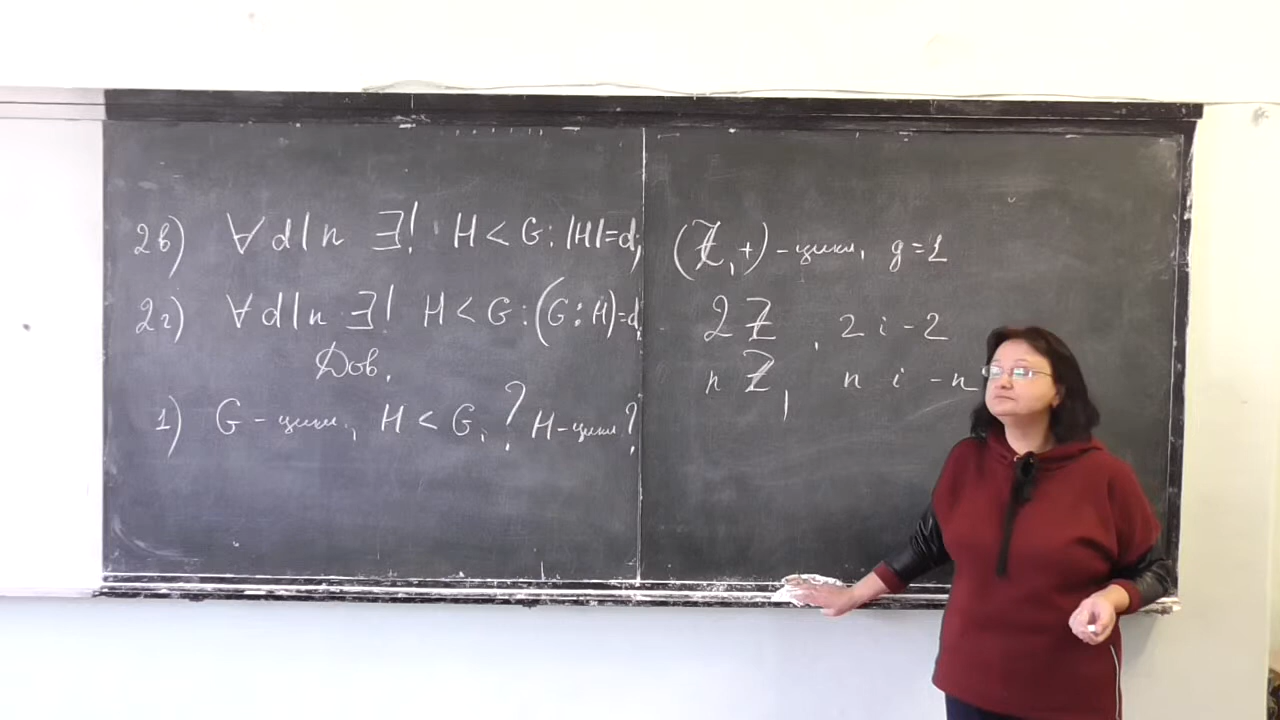 2в) ∀ d | n ∃! H < G : |H| = d;
2г) ∀ d | n ∃! H < G : (G : H) = d,
Дов.
1) G – цикл., H < G. ? H – цикл ?
(ℤ, +) – цикл., g = 1
2ℤ, 2 і -2
nℤ, n і -n